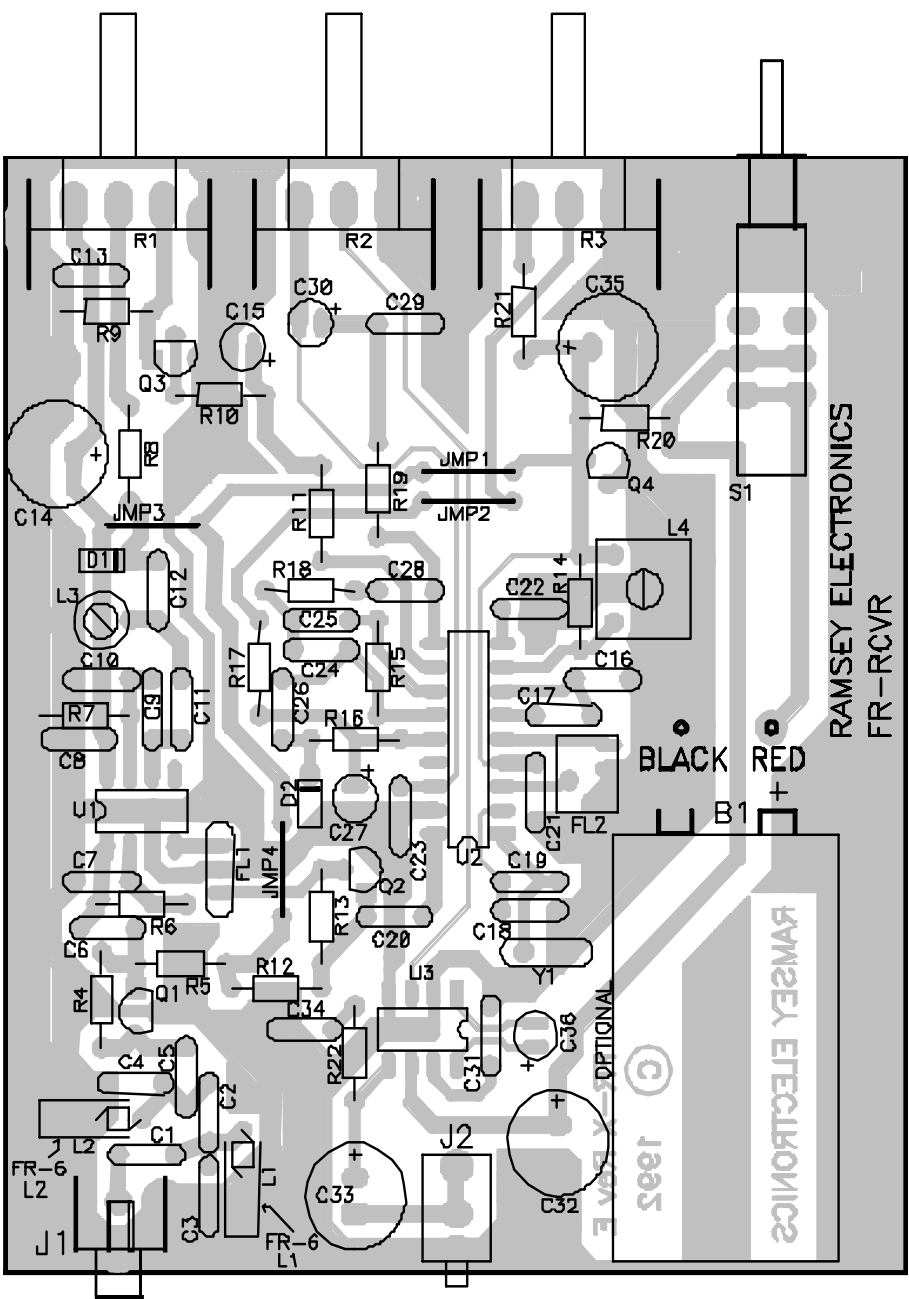 R1
R2
R3
C13
R9
C15
C30
C29
R21
C35
Q3
R10
R8
C14
R20
JMP1
R19
Q4
S1
R11
JMP2
JMP3
L4
D1
R18
C28
R14
C22
C12
L3
C25
C24
R17
R15
C10
C9
C11
C26
C16
C17
R7
R16
C8
BLACK
RED
RAMSEY ELECTRONICS
FR-RCVR
D2
+
C27
C23
C21
FL2
B1
U1
FL1
JMP4
U2
C7
Q2
C19
R6
R13
C20
C18
C6
R5
R12
U3
Y1
R4
Q1
C34
R22
C31
C36
OPTIONAL
C5
C4
C2
L2
C1
FR-6
L2
L1
C3
FR-6
L1
C33
J2
C32
J1
RAMSEY ELECTRONICS
©
1992